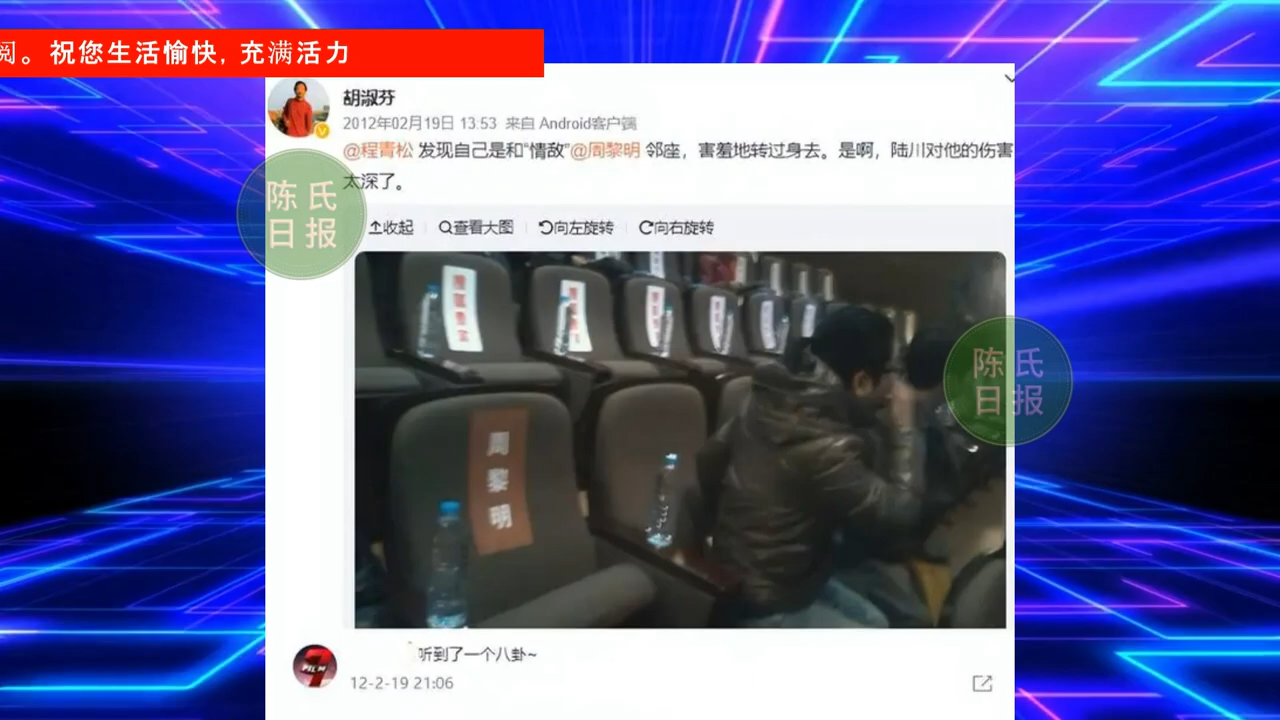 阅。祝您生活愉快, 充满活力
胡淑芬
2012年02月19日 13:53 来自 Android客户端
@程青松 发现自己是和“情敌”@周黎明 邻座，害羞地转过身去。是啊，陆川对他的伤害
太深了。
陈氏
日报
收起 查看大图 向左旋转 向右旋转
周
黎
明
陈氏
日报
听到了一个八卦~
12-2-19 21:06